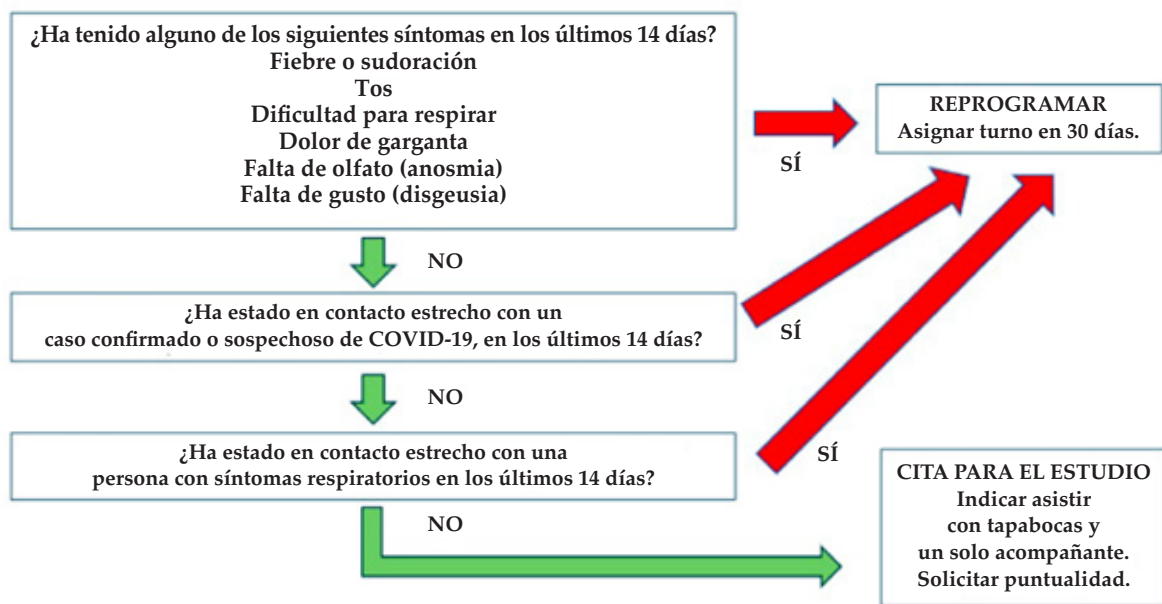 ¿Ha tenido alguno de los siguientes síntomas en los últimos 14 días?
Fiebre o sudoración
Tos
Dificultad para respirar
Dolor de garganta
Falta de olfato (anosmia)
Falta de gusto (disgeusia)
SÍ
REPROGRAMAR
Asignar turno en 30 días.
NO
¿Ha estado en contacto estrecho con un
caso confirmado o sospechoso de COVID-19, en los últimos 14 días?
SÍ
NO
¿Ha estado en contacto estrecho con una
persona con síntomas respiratorios en los últimos 14 días?
SÍ
NO
CITA PARA EL ESTUDIO
Indicar asistir
con tapabocas y
un solo acompañante.
Solicitar puntualidad.